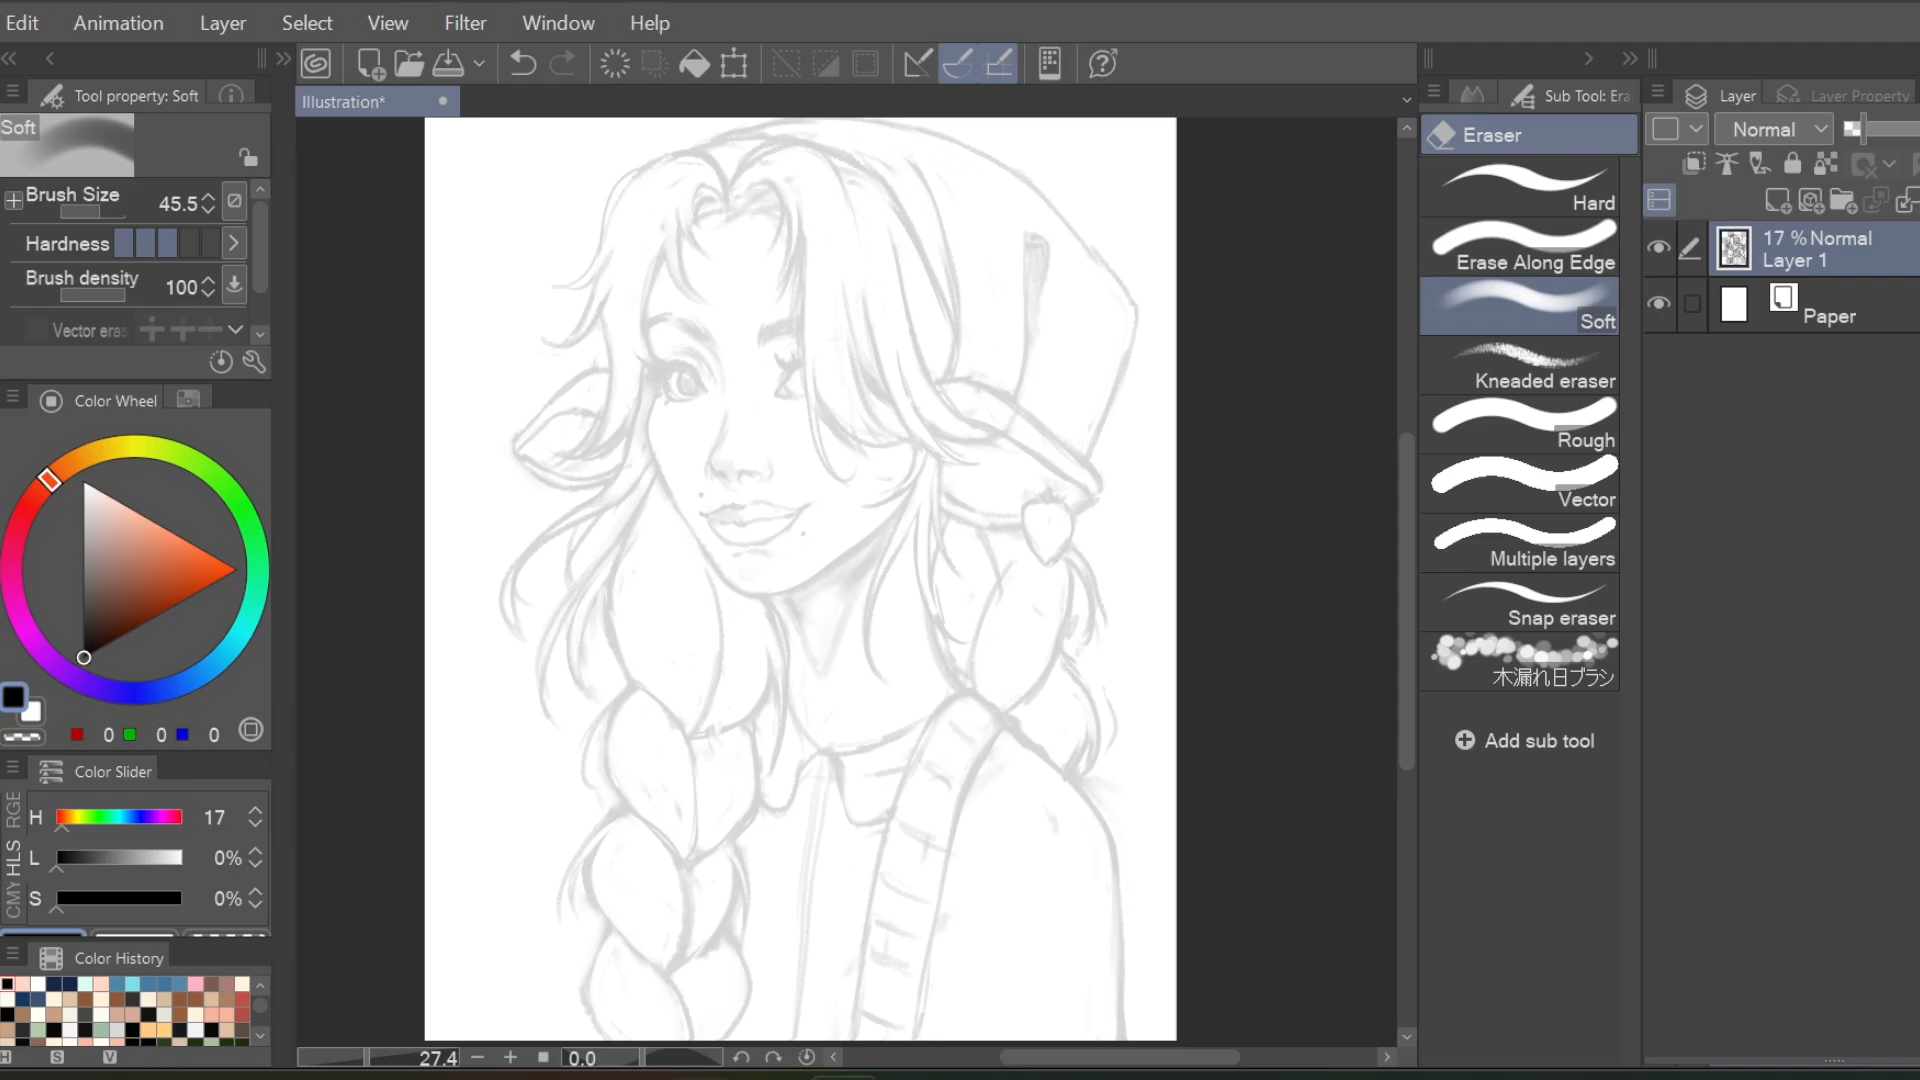 Edit Animation Layer Select View Filter Window Help
Tool property: Soft
Illustration*
Sub Tool: Era
Layer Layer Property
Soft
Eraser
Normal
Brush Size 45.5
Hardness
Brush density 100
Vector eras
Hard
Erase Along Edge
Soft
Kneaded eraser
Rough
Vector
Multiple layers
Snap eraser
木漏れ日ブラシ
Add sub tool
17 % Normal
Layer 1
Paper
Color Wheel
0 0 0
Color Slider
RGE
HLS
CMY
H 17
L 0%
S 0%
Color History
H S V
27.4 0.0